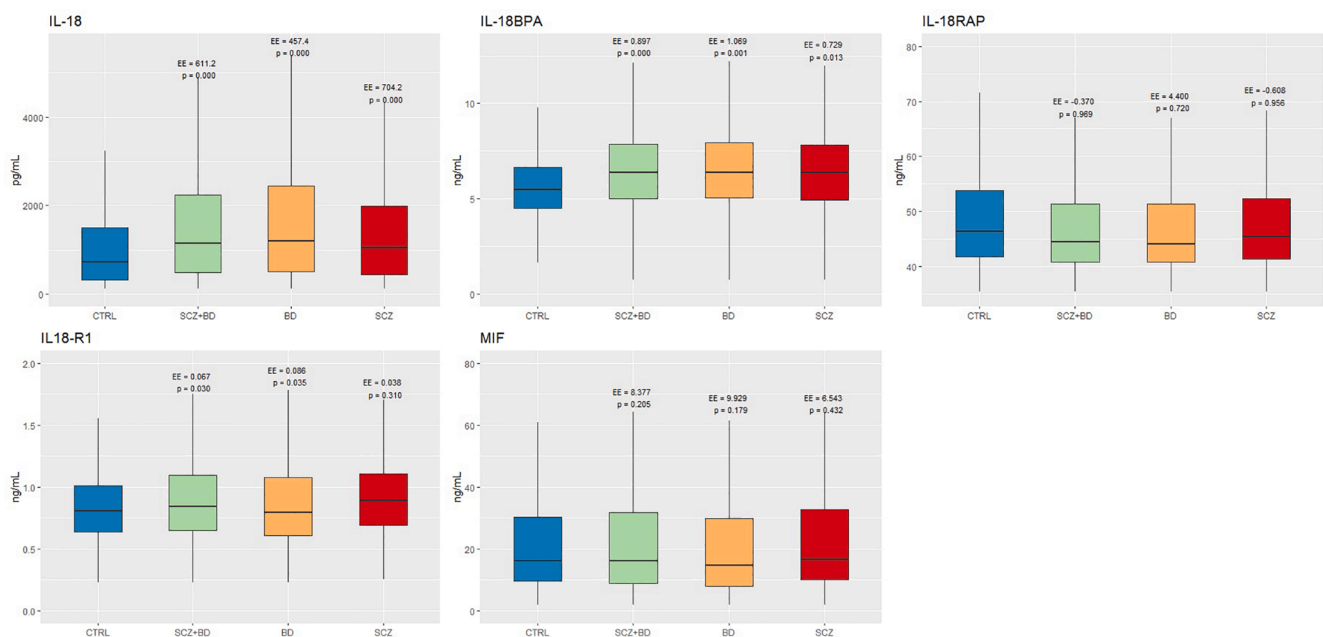 IL-18
EE = 457.4
p = 0.000
EE = 611.2
p = 0.000
EE = 704.2
p = 0.000
4000
2000
0
pg/mL
CTRL
SCZ+BD
BD
SCZ
IL-18BPA
EE = 0.897
p = 0.000
EE = 1.069
p = 0.001
EE = 0.729
p = 0.013
10
5
0
ng/mL
CTRL
SCZ+BD
BD
SCZ
IL-18RAP
EE = -0.370
p = 0.969
EE = 4.400
p = 0.720
EE = -0.608
p = 0.956
80
70
60
50
40
ng/mL
CTRL
SCZ+BD
BD
SCZ
IL18-R1
EE = 0.067
p = 0.030
EE = 0.086
p = 0.035
EE = 0.038
p = 0.310
2.0
1.5
1.0
0.5
0.0
ng/mL
CTRL
SCZ+BD
BD
SCZ
MIF
EE = 8.377
p = 0.205
EE = 9.929
p = 0.179
EE = 6.543
p = 0.432
80
60
40
20
0
ng/mL
CTRL
SCZ+BD
BD
SCZ